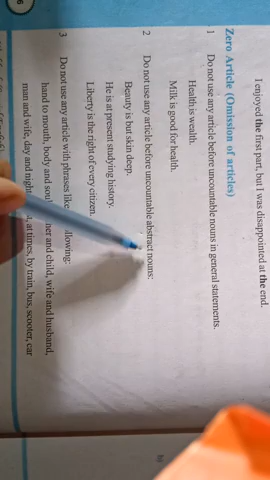 I enjoyed the first part, but I was disappointed at the end.
Zero Article (Omission of articles)
1 Do not use any article before uncountable nouns in general statements.
Health is wealth.
Milk is good for health.
2 Do not use any article before uncountable abstract nouns:
Beauty is but skin deep.
He is at present studying history.
Liberty is the right of every citizen.
3 Do not use any article with phrases like llowing:
hand to mouth, body and soul ner and child, wife and husband,
man and wife, day and night at times, by train, bus, scooter, car